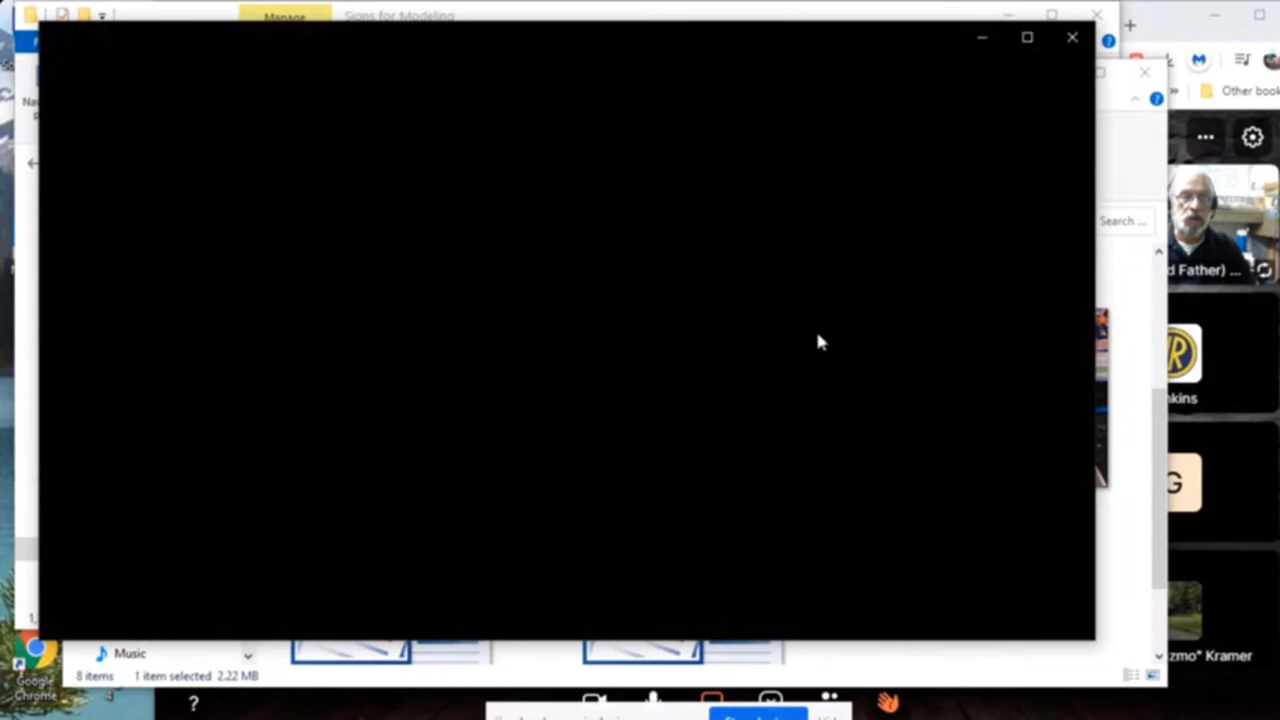 Manage
Signs for Modeling
Other book
Search ...
d Father) ...
nkins
G
zmo" Kramer
Music
8 items
1 item selected 2.22 MB
Google
Chrome
4
?